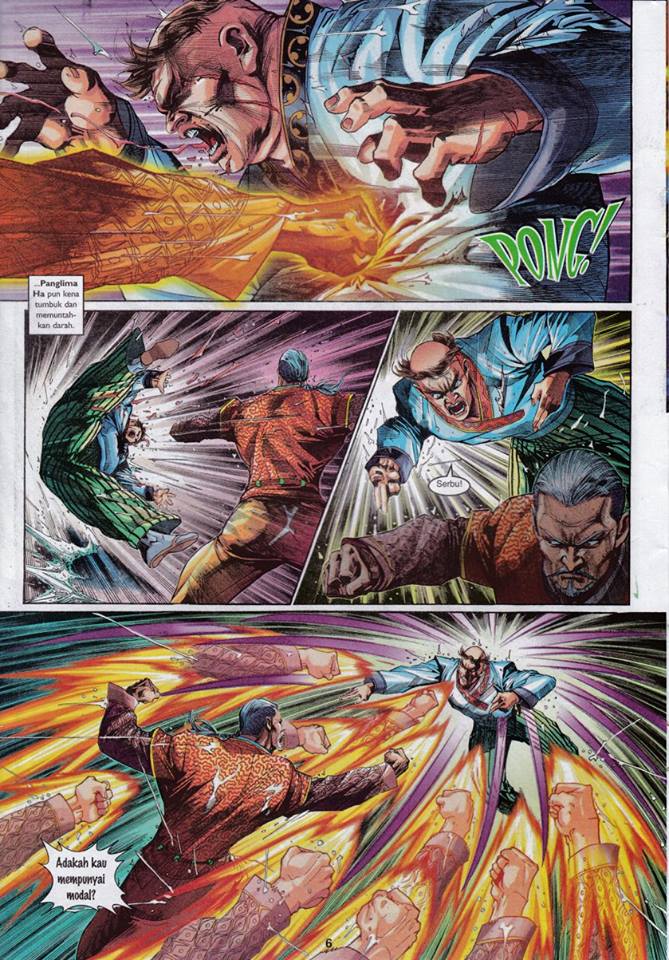 PONG!
...Panglima
Ha pun kena
tumbuk dan
memuntah-
kan darah.
Serbu!
Adakah kau
mempunyai
modal?
6